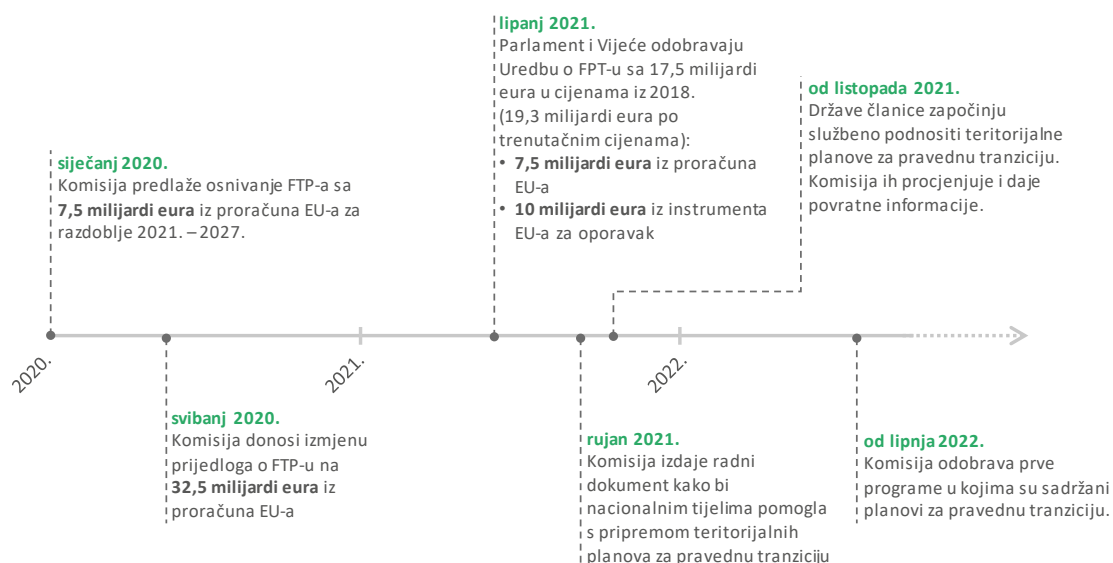 siječanj 2020.
Komisija predlaže osnivanje FTP-a sa
7,5 milijardi eura iz proračuna EU-a za
razdoblje 2021. – 2027.
lipanj 2021.
Parlament i Vijeće odobravaju
Uredbu o FPT-u sa 17,5 milijardi
eura u cijenama iz 2018.
(19,3 milijardi eura po
trenutačnim cijenama):
• 7,5 milijardi eura iz proračuna
EU-a
• 10 milijardi eura iz instrumenta
EU-a za oporavak
od listopada 2021.
Države članice započinju
službeno podnositi teritorijalne
planove za pravednu tranziciju.
Komisija ih procjenjuje i daje
povratne informacije.
2020.
2021.
2022.
svibanj 2020.
Komisija donosi izmjenu
prijedloga o FTP-u na
32,5 milijardi eura iz
proračuna EU-a
rujan 2021.
Komisija izdaje radni
dokument kako bi
nacionalnim tijelima pomogla
s pripremom teritorijalnih
planova za pravednu tranziciju
od lipnja 2022.
Komisija odobrava prve
programe u kojima su sadržani
planovi za pravednu tranziciju.